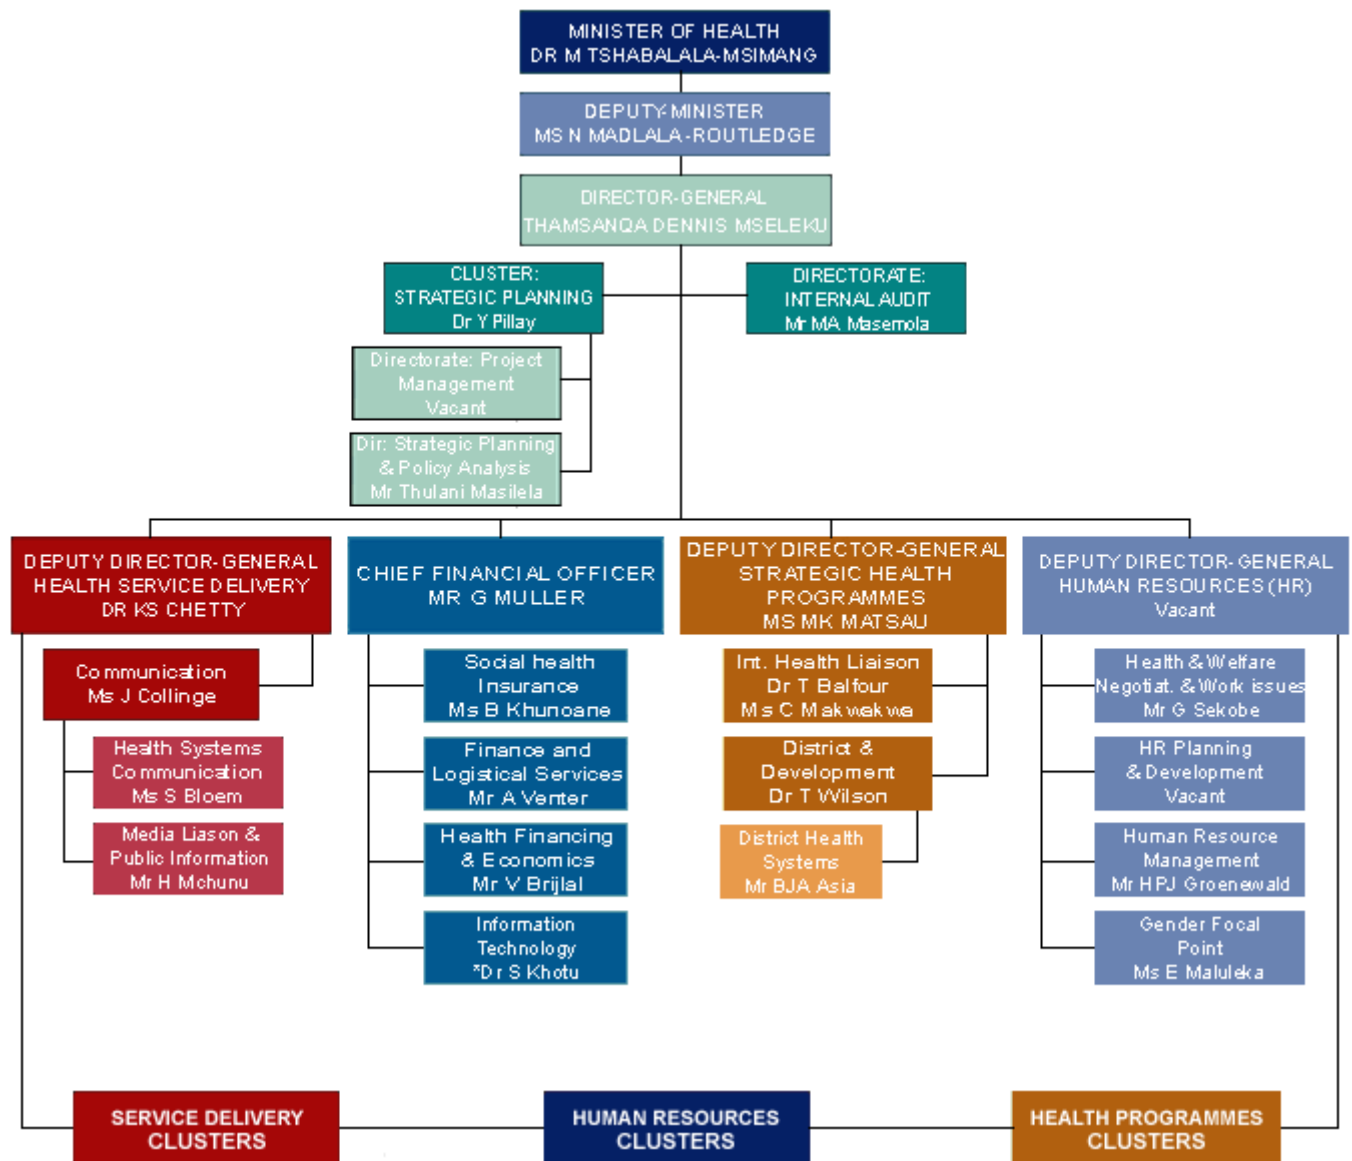 MINISTER OF HEALTH
DR M TSHABALALA-MSIMANG
DEPUTY-MINISTER
MS N MADLALA-ROUTLEDGE
DIRECTOR-GENERAL
THAMSANQA DENNIS MSELEKU
CLUSTER:
STRATEGIC PLANNING
Dr Y Pillay
DIRECTORATE:
INTERNAL AUDIT
Mr MA Masemola
Directorate: Project
Management
Vacant
Dir: Strategic Planning
& Policy Analysis
Mr Thulani Masilela
DEPUTY DIRECTOR-GENERAL
HEALTH SERVICE DELIVERY
DR KS CHETTY
CHIEF FINANCIAL OFFICER
MR G MULLER
DEPUTY DIRECTOR-GENERAL
STRATEGIC HEALTH
PROGRAMMES
MS MK MATSAU
DEPUTY DIRECTOR-GENERAL
HUMAN RESOURCES (HR)
Vacant
Communication
Ms J Collinge
Health Systems
Communication
Ms S Bloem
Media Liason &
Public Information
Mr H Mchunu
Social health
Insurance
Ms B Khunoane
Finance and
Logistical Services
Mr A Venter
Health Financing
& Economics
Mr V Brijlal
Information
Technology
*Dr S Khotu
Int. Health Liaison
Dr T Balfour
Ms C Makwakwa
District &
Development
Dr T Wilson
District Health
Systems
Mr BJA Asia
Health & Welfare
Negotiat. & Work issues
Mr G Sekobe
HR Planning
& Development
Vacant
Human Resource
Management
Mr HPJ Groenewald
Gender Focal
Point
Ms E Maluleka
SERVICE DELIVERY
CLUSTERS
HUMAN RESOURCES
CLUSTERS
HEALTH PROGRAMMES
CLUSTERS